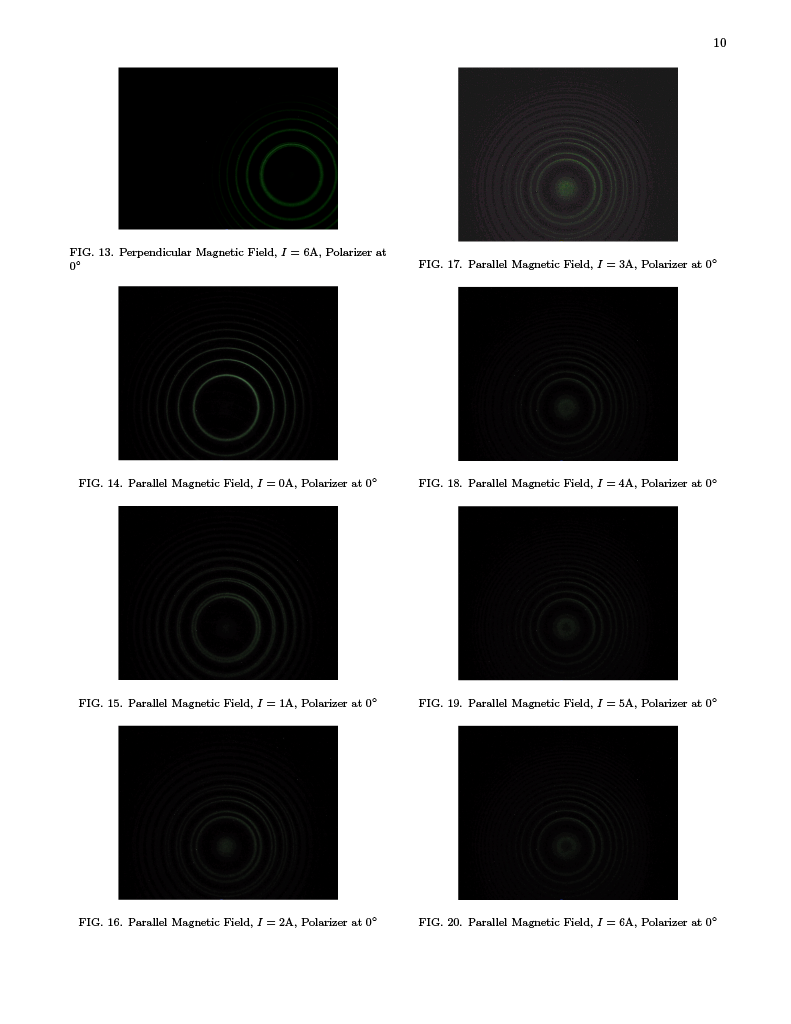 10
FIG. 13. Perpendicular Magnetic Field, I = 6A, Polarizer at
0°
FIG. 14. Parallel Magnetic Field, I = 0A, Polarizer at 0°
FIG. 15. Parallel Magnetic Field, I = 1A, Polarizer at 0°
FIG. 16. Parallel Magnetic Field, I = 2A, Polarizer at 0°
FIG. 17. Parallel Magnetic Field, I = 3A, Polarizer at 0°
FIG. 18. Parallel Magnetic Field, I = 4A, Polarizer at 0°
FIG. 19. Parallel Magnetic Field, I = 5A, Polarizer at 0°
FIG. 20. Parallel Magnetic Field, I = 6A, Polarizer at 0°